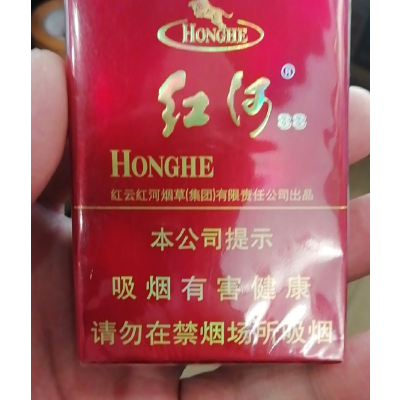 HONGHE
红河®88
HONGHE
红云红河烟草(集团)有限责任公司出品
本公司提示
吸烟有害健康
请勿在禁烟场所吸烟